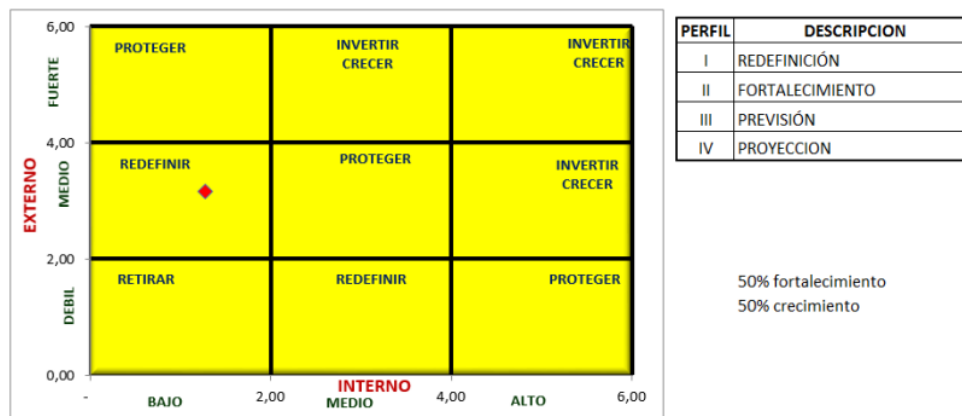 6,00
4,00
2,00
0,00
EXTERNO
FUERTE
MEDIO
DEBIL
PROTEGER
INVERTIR
CRECER
INVERTIR
CRECER
REDEFINIR
PROTEGER
INVERTIR
CRECER
RETIRAR
REDEFINIR
PROTEGER
- 2,00 4,00 6,00
INTERNO
BAJO MEDIO ALTO
PERFIL DESCRIPCION
I REDEFINICIÓN
II FORTALECIMIENTO
III PREVISIÓN
IV PROYECCION
50% fortalecimiento
50% crecimiento